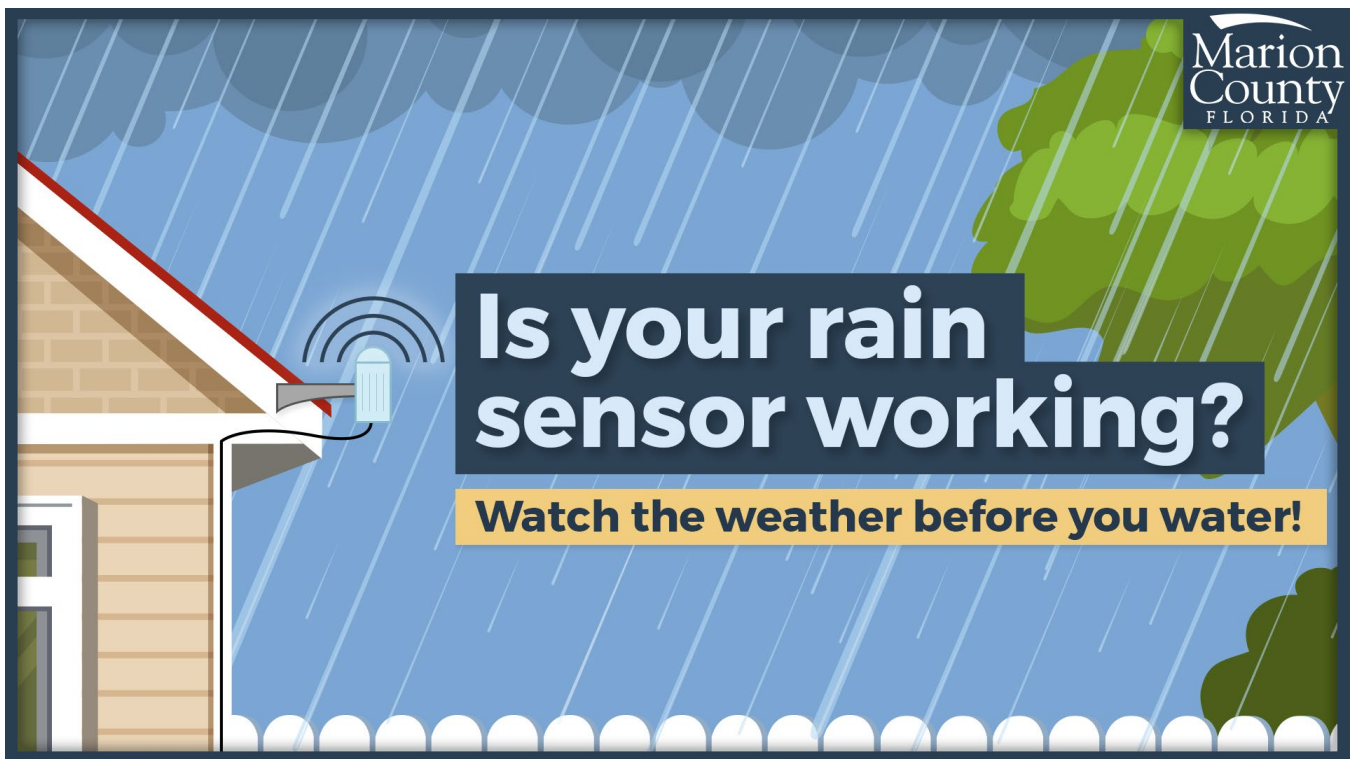 Marion
County
FLORIDA
Is your rain
sensor working?
Watch the weather before you water!